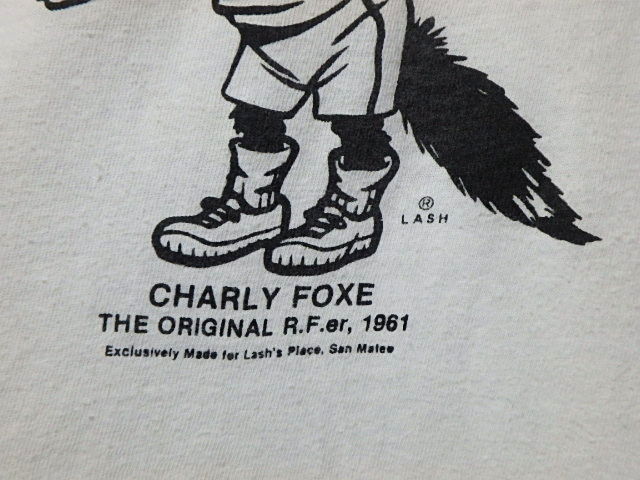 ®
LASH
CHARLY FOXE
THE ORIGINAL R.F.er, 1961
Exclusively Made for Lash's Place, San Mateo